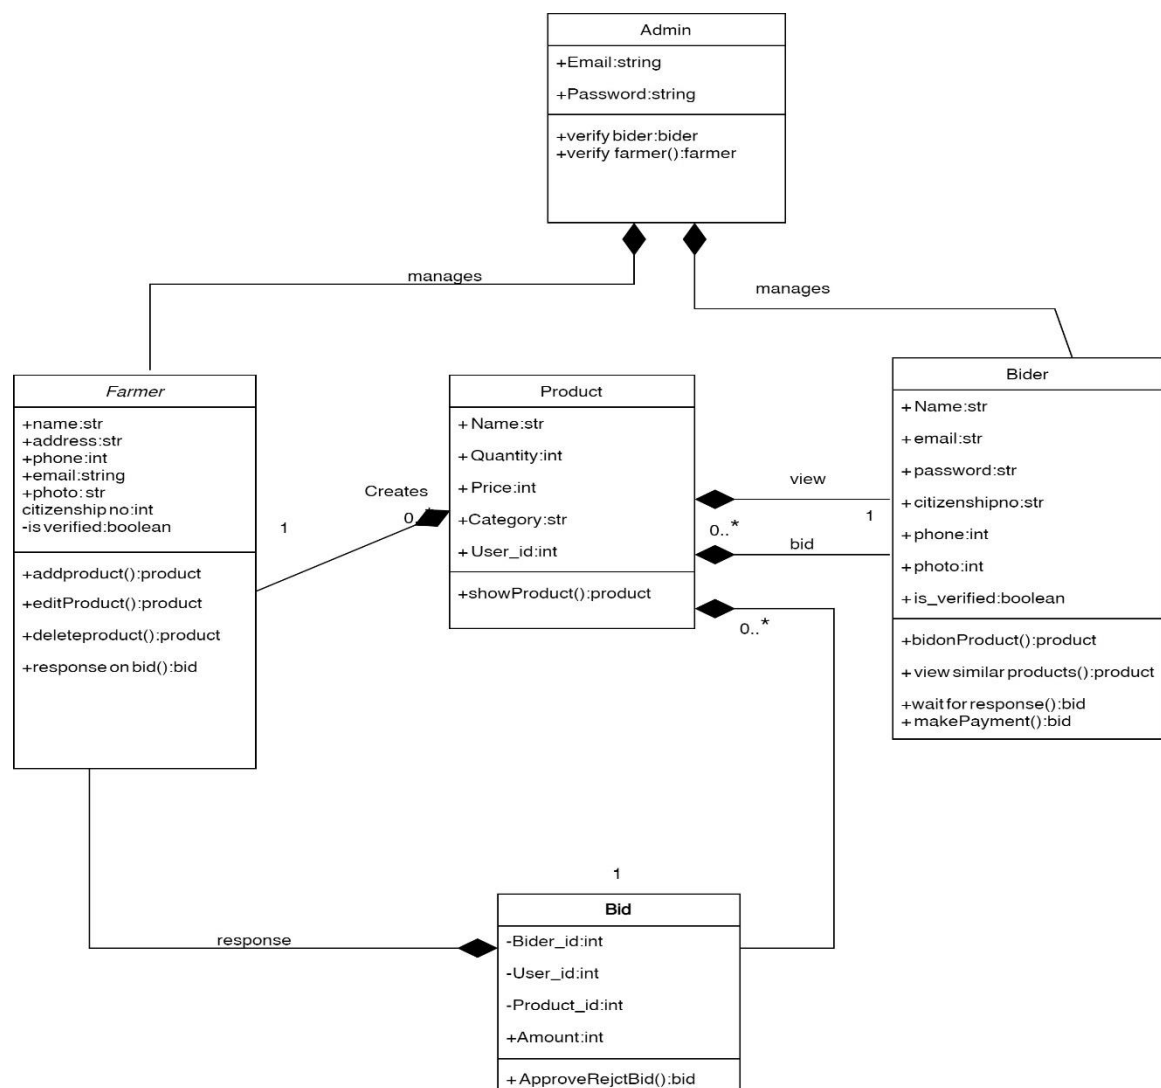 Admin
+Email:string
+Password:string
+verify bider:bider
+verify farmer():farmer
manages
manages
Farmer
+name:str
+address:str
+phone:int
+email:string
+photo: str
citizenship no:int
-is verified:boolean
+addproduct():product
+editProduct():product
+deleteproduct():product
+response on bid():bid
1
Creates
0..*
Product
+ Name:str
+ Quantity:int
+ Price:int
+Category:str
+ User_id:int
+showProduct():product
view
0..*
1
bid
0..*
Bider
+ Name:str
+ email:str
+ password:str
+ citizenshipno:str
+ phone:int
+ photo:int
+ is_verified:boolean
+bidonProduct():product
+ view similar products():product
+wait for response():bid
+ makePayment():bid
response
1
Bid
-Bider_id:int
-User_id:int
-Product_id:int
+Amount:int
+ ApproveRejctBid():bid